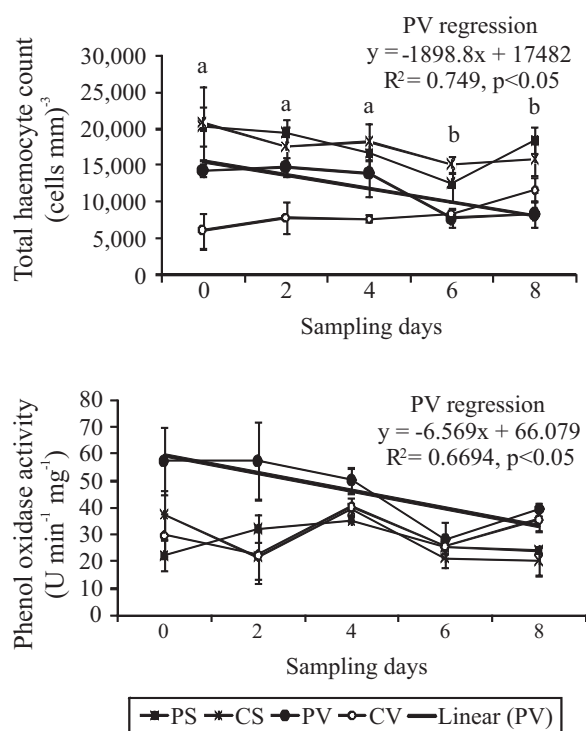 PV regression
y = -1898.8x + 17482
R² = 0.749, p<0.05
Total haemocyte count
(cells mm)⁻³
30,000
25,000
20,000
15,000
10,000
5,000
0
a
a
a
b
b
0
2
4
6
8
Sampling days
PV regression
y = -6.569x + 66.079
R² = 0.6694, p<0.05
Phenol oxidase activity
(U min⁻¹ mg⁻¹)
80
70
60
50
40
30
20
10
0
0
2
4
6
8
Sampling days
PS CS PV CV Linear (PV)